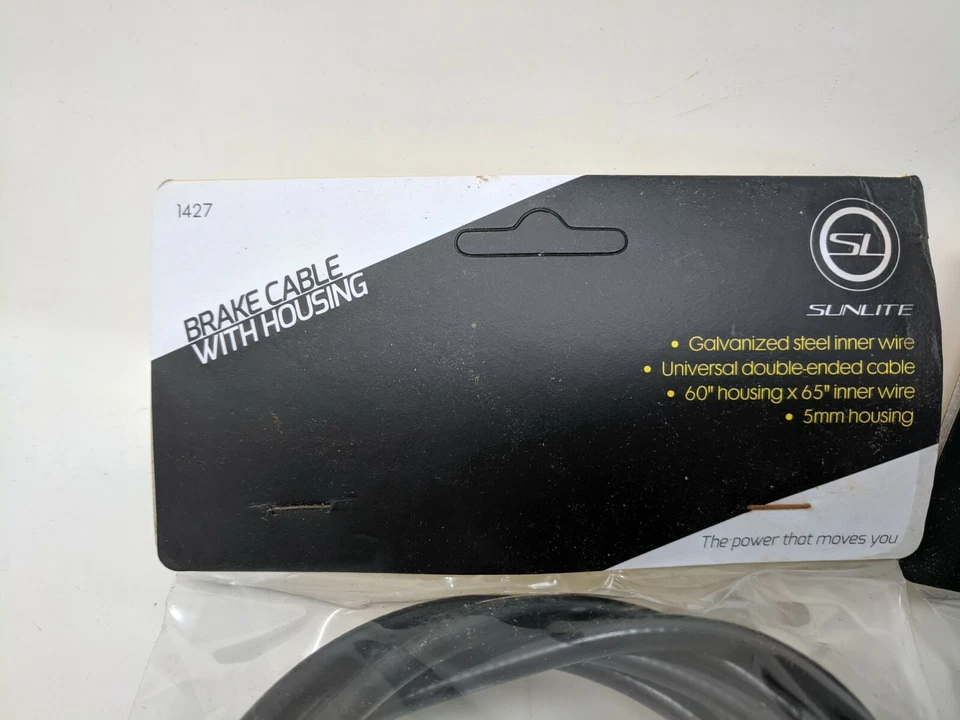 1427
BRAKE CABLE
WITH HOUSING
SL
SUNLITE
• Galvanized steel inner wire
• Universal double-ended cable
• 60" housing x 65" inner wire
• 5mm housing
The power that moves you